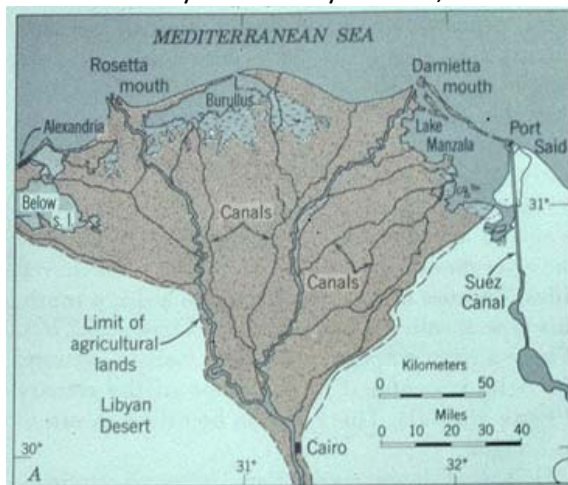 MEDITERRANEAN SEA
Rosetta
mouth
Damietta
mouth
Burullus
Alexandria
Lake
Manzala
Port
Said
Below
s. l.
Canals
31°
Canals
Suez
Canal
Limit of
agricultural
lands
Kilometers
0 50
Libyan
Desert
Miles
0 10 20 30 40
30°
Cairo
A
31°
32°